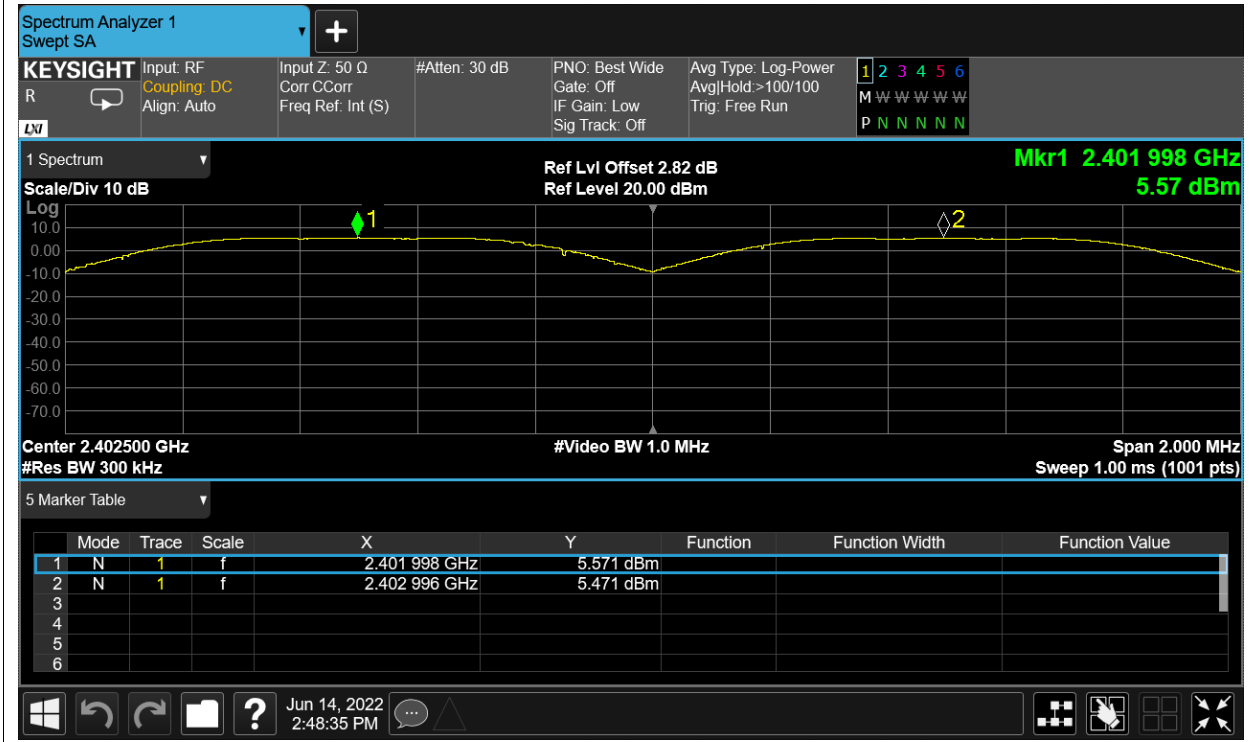 Spectrum Analyzer 1
Swept SA
KEYSIGHT
R
LXI
Input: RF
Coupling: DC
Align: Auto
Input Z: 50 Ω
Corr CCorr
Freq Ref: Int (S)
#Atten: 30 dB
PNO: Best Wide
Gate: Off
IF Gain: Low
Sig Track: Off
Avg Type: Log-Power
Avg|Hold:>100/100
Trig: Free Run
1 2 3 4 5 6
M W W W W W
P N N N N N
1 Spectrum
Scale/Div 10 dB
Ref Lvl Offset 2.82 dB
Ref Level 20.00 dBm
Mkr1 2.401 998 GHz
5.57 dBm
Log
10.0
0.00
-10.0
-20.0
-30.0
-40.0
-50.0
-60.0
-70.0
1
2
Center 2.402500 GHz
#Res BW 300 kHz
#Video BW 1.0 MHz
Span 2.000 MHz
Sweep 1.00 ms (1001 pts)
5 Marker Table
Mode Trace Scale X Y Function Function Width Function Value
1 N 1 f 2.401 998 GHz 5.571 dBm
2 N 1 f 2.402 996 GHz 5.471 dBm
3
4
5
6
?
Jun 14, 2022
2:48:35 PM